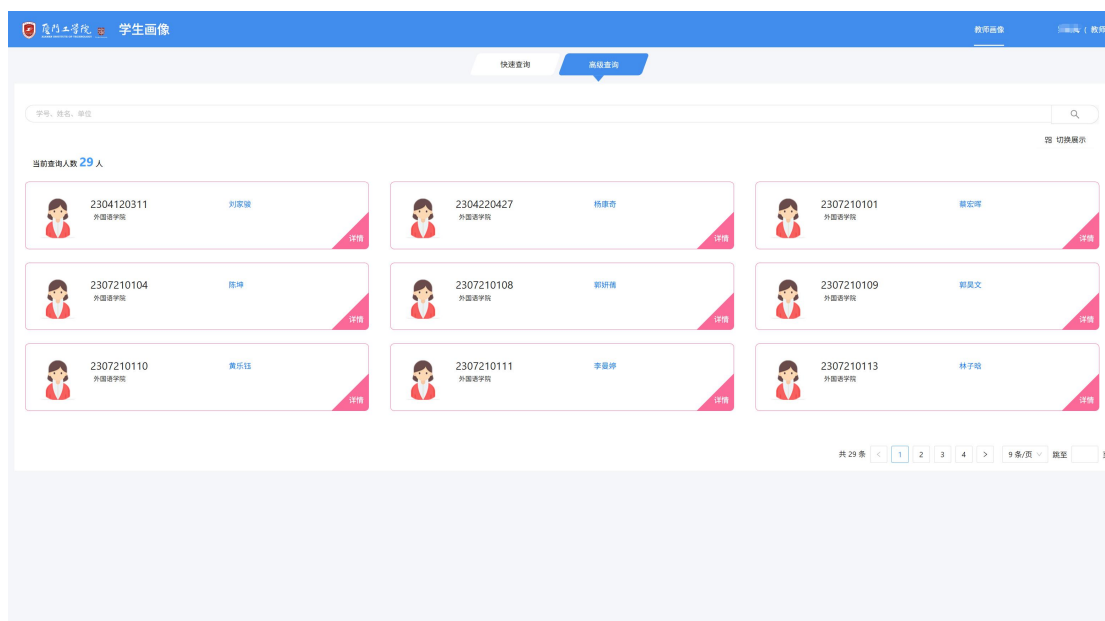 厦门工学院 学生画像
教师画像
( 教师
快速查询
高级查询
学号、姓名、单位
切换展示
当前查询人数 29 人
2304120311 刘家骏
外国语学院
详情
2304220427 杨康奇
外国语学院
详情
2307210101 蔡宏晖
外国语学院
详情
2307210104 陈坤
外国语学院
详情
2307210108 郭妍倩
外国语学院
详情
2307210109 郭昊文
外国语学院
详情
2307210110 黄乐钰
外国语学院
详情
2307210111 李曼婷
外国语学院
详情
2307210113 林子晗
外国语学院
详情
共 29 条 < 1 2 3 4 > 9 条/页 跳至